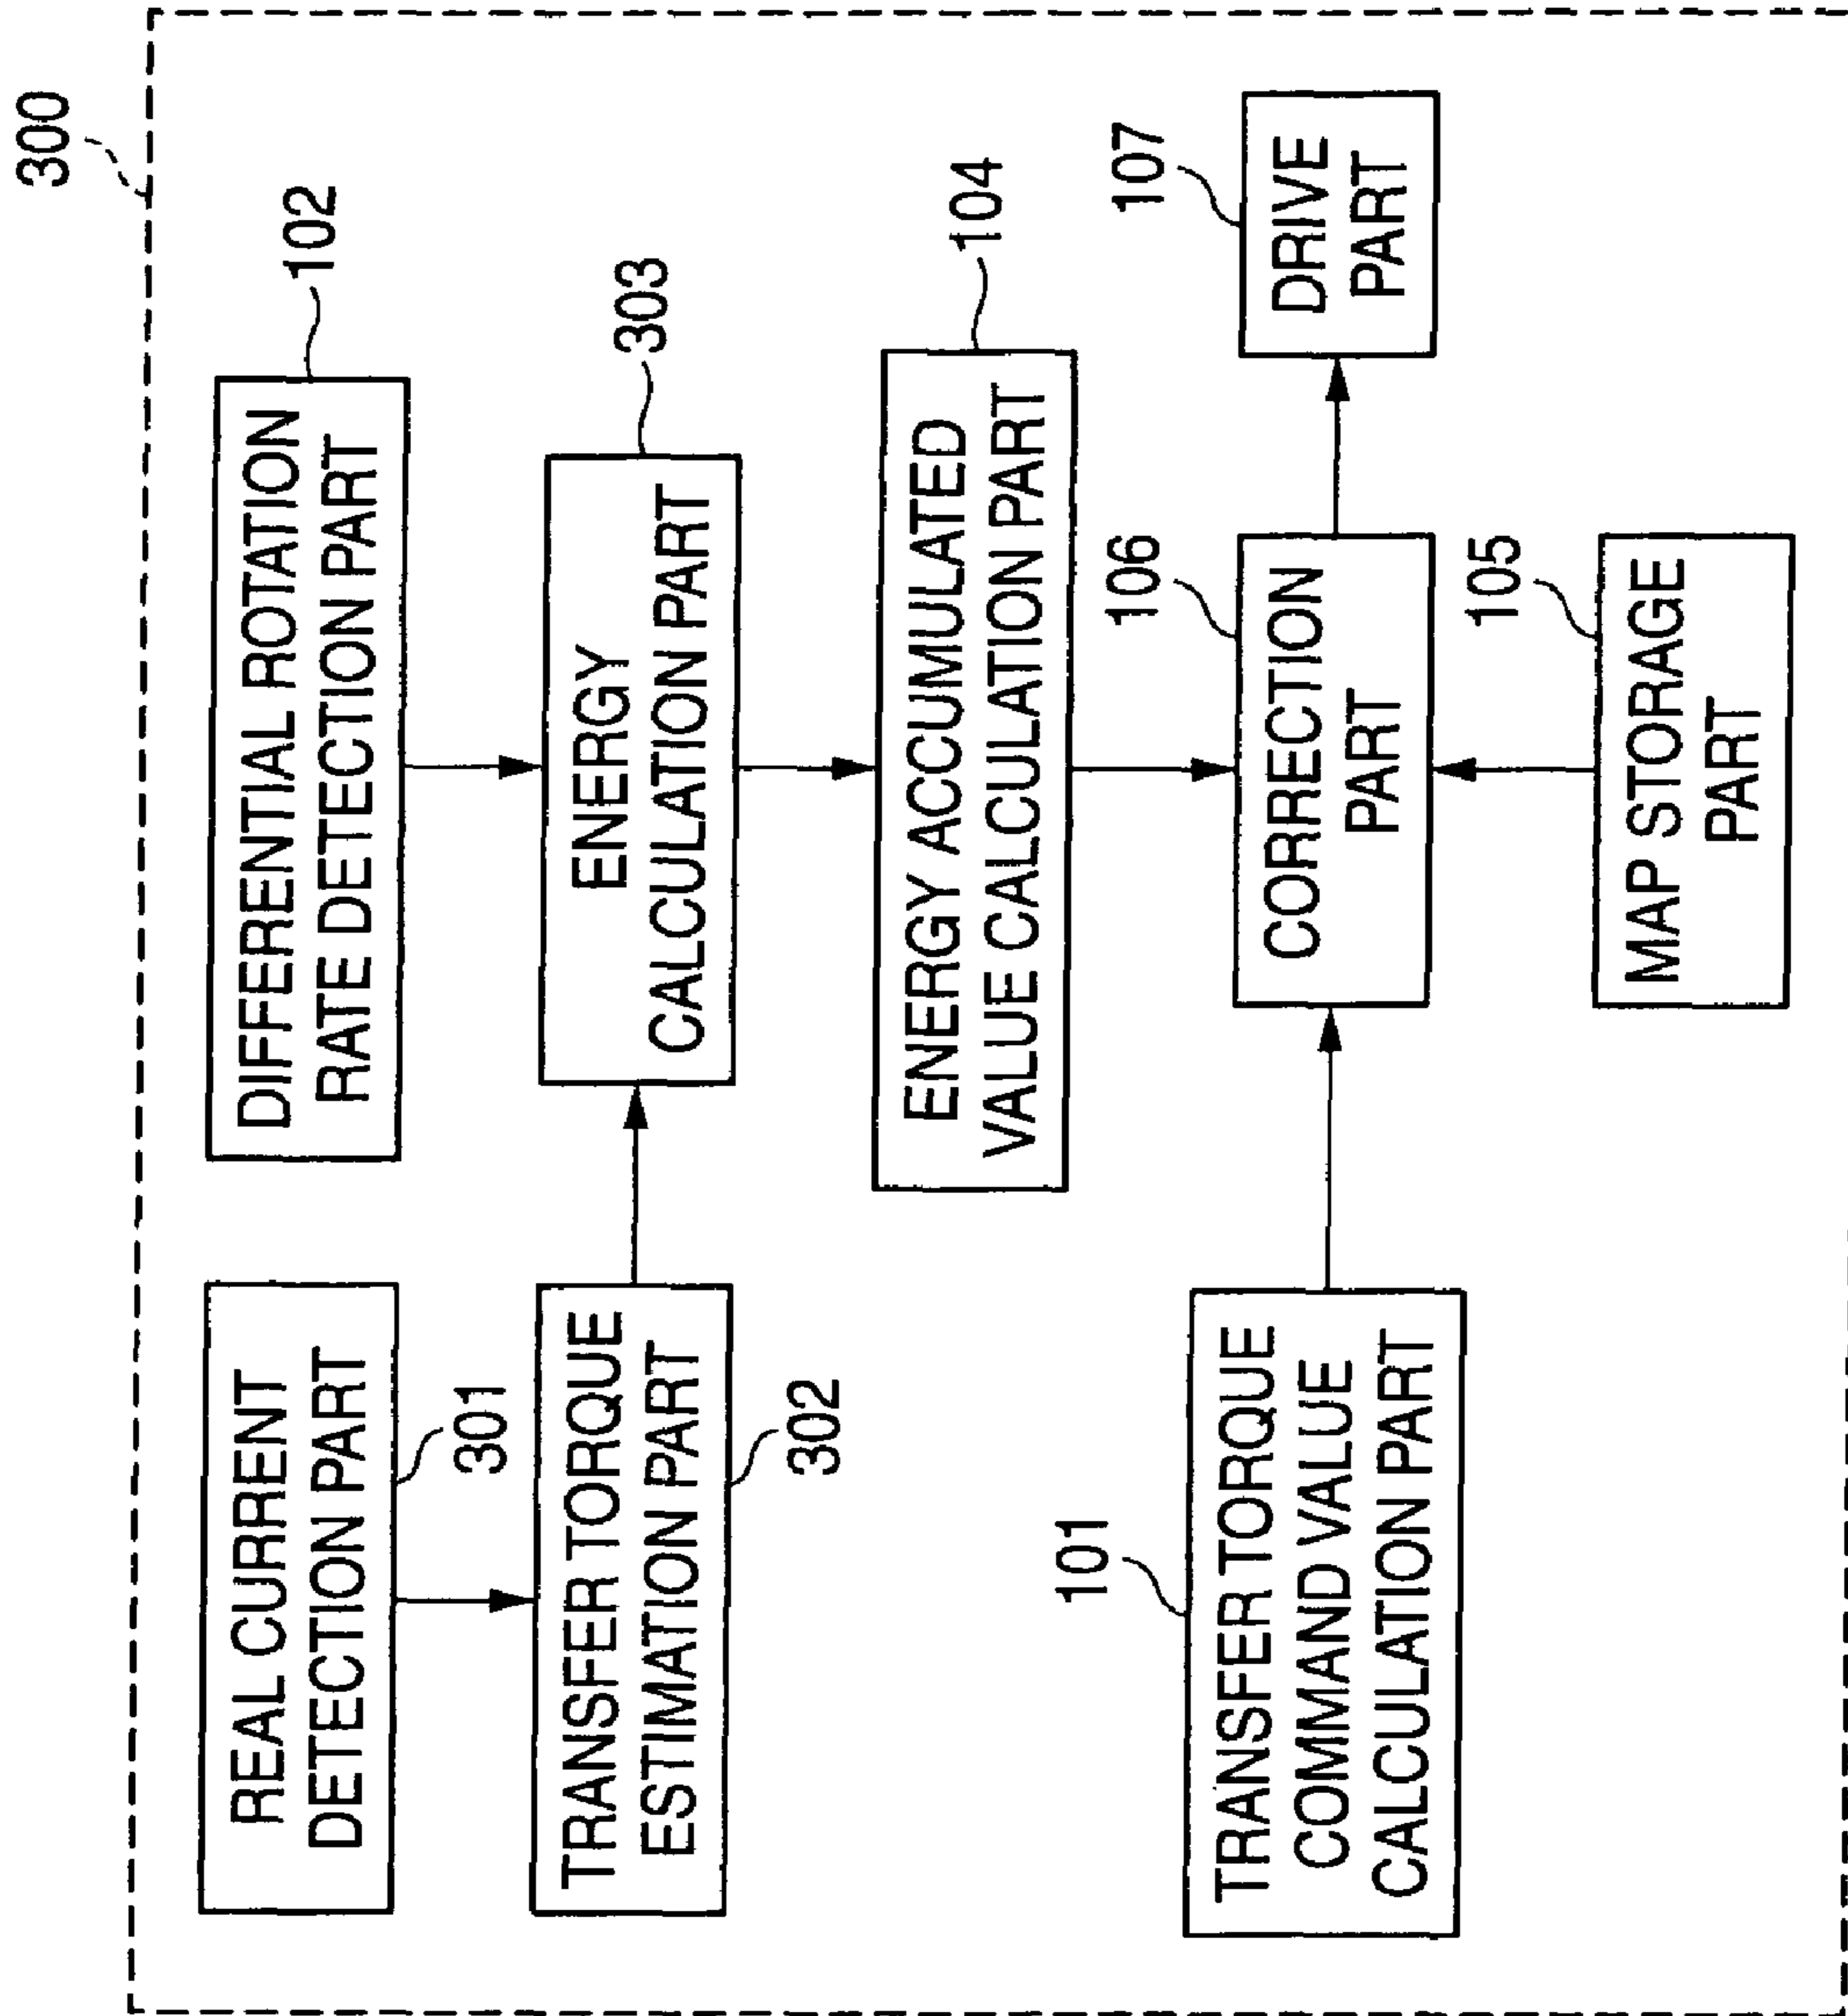 300
REAL CURRENT
DETECTION PART
301
DIFFERENTIAL ROTATION
RATE DETECTION PART
102
TRANSFER TORQUE
ESTIMATION PART
302
ENERGY
CALCULATION PART
303
ENERGY ACCUMULATED
VALUE CALCULATION PART
104
101
TRANSFER TORQUE
COMMAND VALUE
CALCULATION PART
106
CORRECTION
PART
107
DRIVE
PART
105
MAP STORAGE
PART